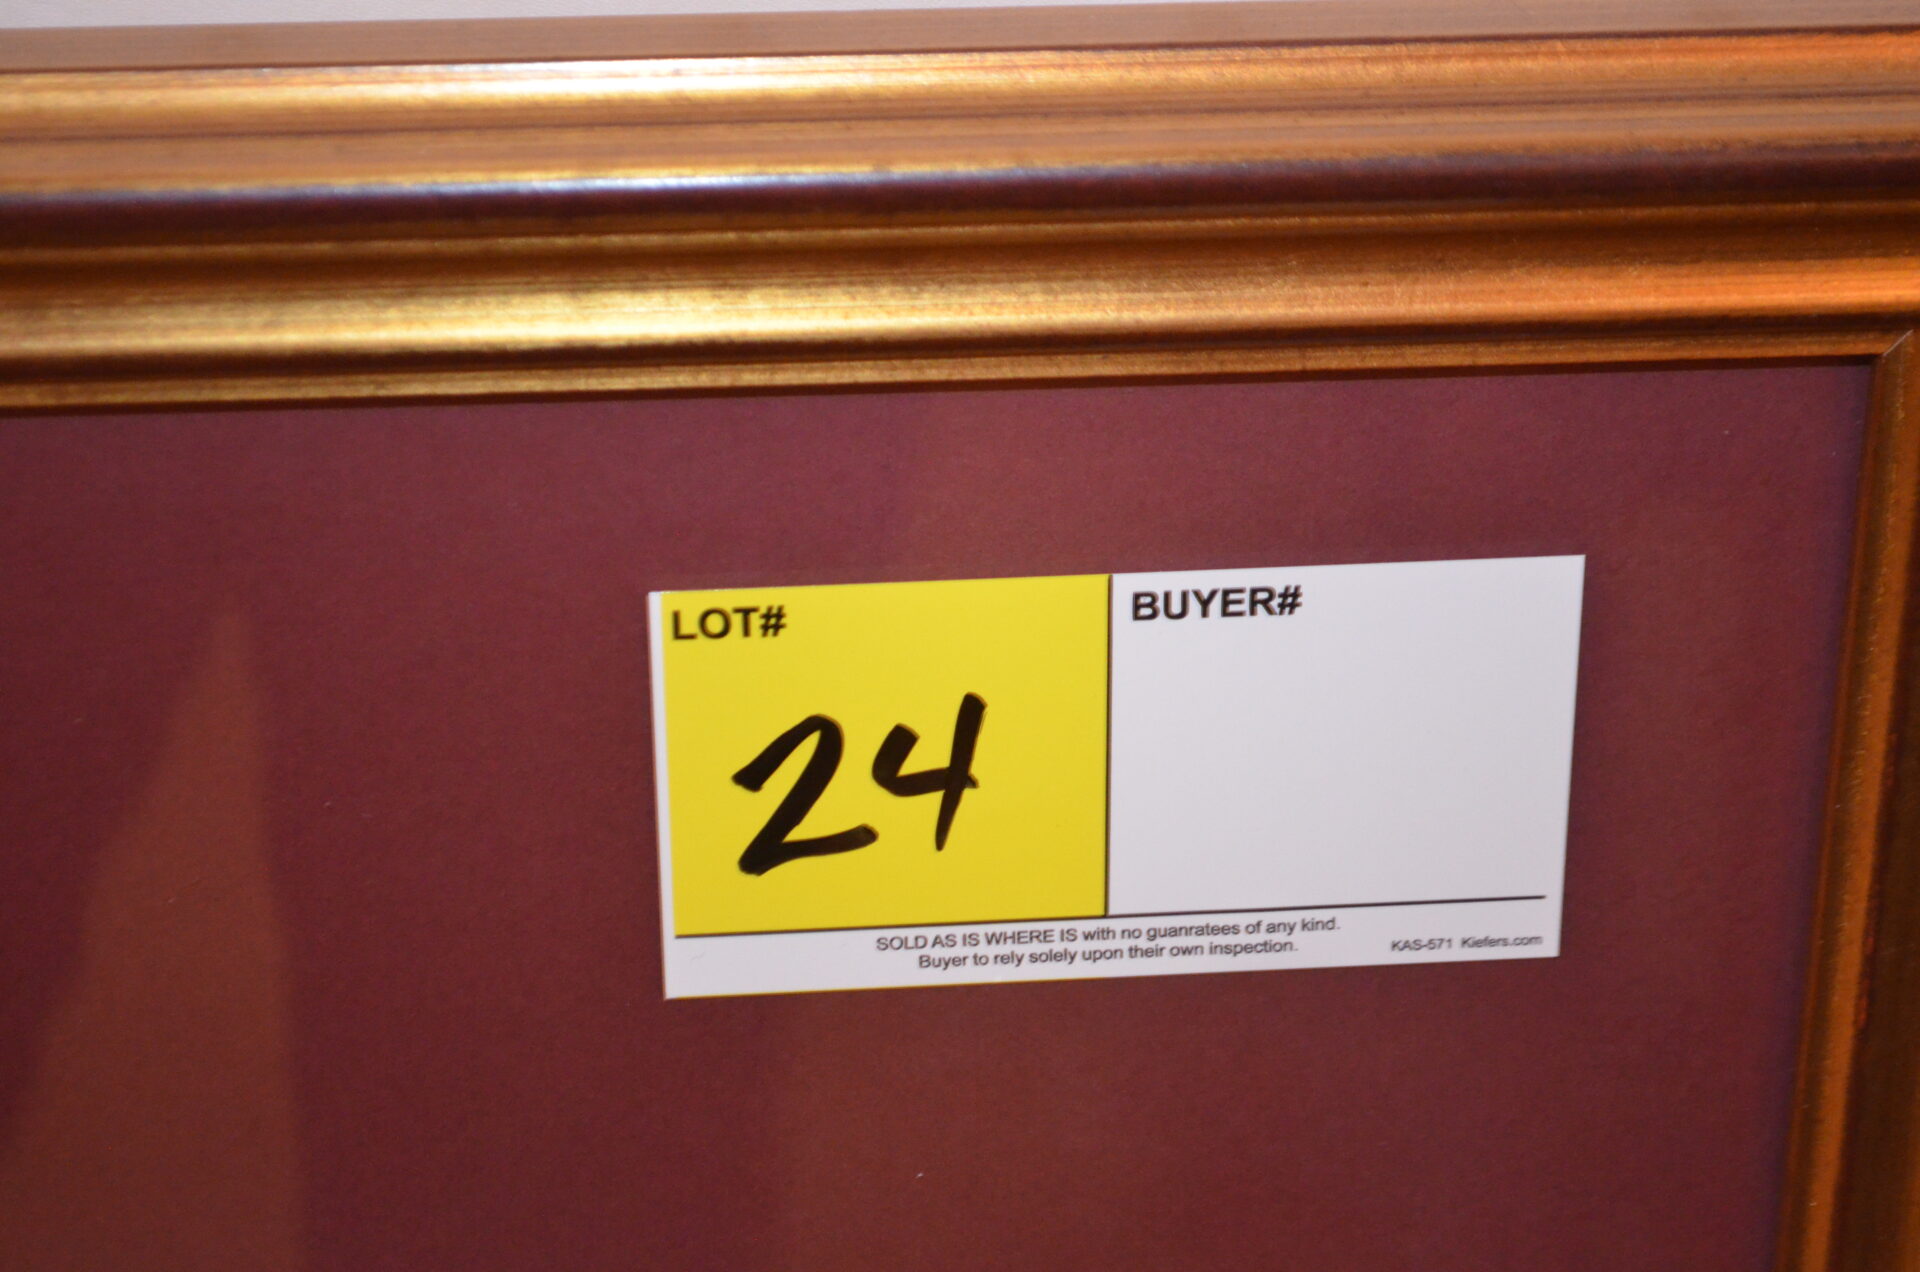 LOT# BUYER#
24
SOLD AS IS WHERE IS with no guanratees of any kind.
Buyer to rely solely upon their own inspection.
KAS-571 Kiefers.com